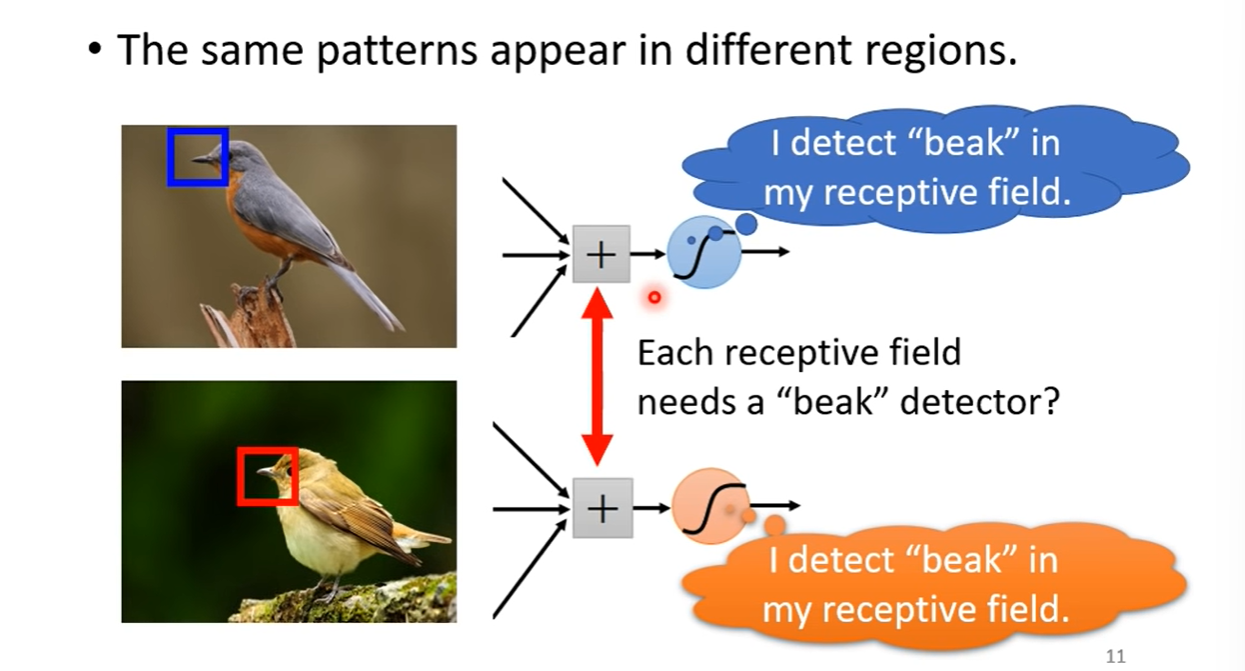 • The same patterns appear in different regions.
I detect “beak” in
my receptive field.
+
Each receptive field
needs a “beak” detector?
+
I detect “beak” in
my receptive field.
11